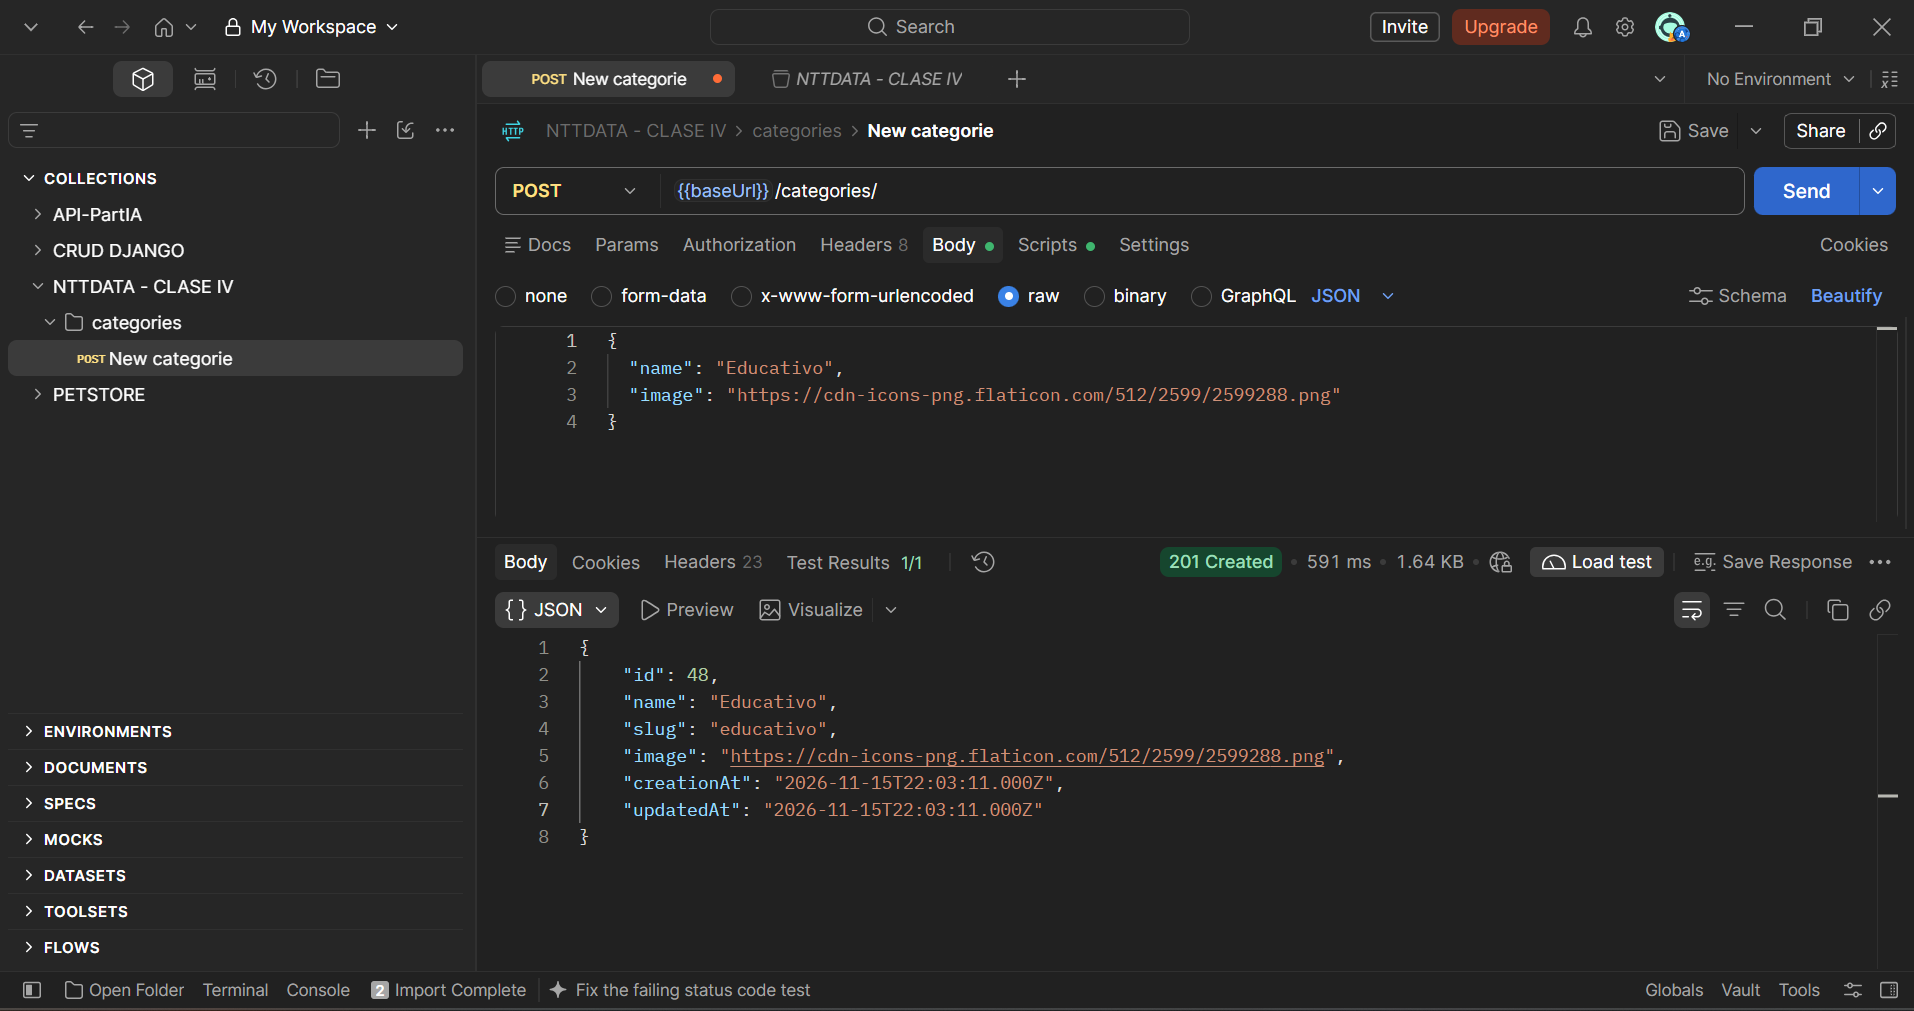 My Workspace
Search
Invite
Upgrade
POST New categorie
NTTDATA - CLASE IV
No Environment
COLLECTIONS
API-PartIA
CRUD DJANGO
NTTDATA - CLASE IV
categories
POST New categorie
PETSTORE
ENVIRONMENTS
DOCUMENTS
SPECS
MOCKS
DATASETS
TOOLSETS
FLOWS
HTTP NTTDATA - CLASE IV > categories > New categorie
Save
Share
POST
{{baseUrl}} /categories/
Send
Docs Params Authorization Headers 8 Body Scripts Settings
Cookies
none form-data x-www-form-urlencoded raw binary GraphQL JSON
Schema Beautify
1 {
2 "name": "Educativo",
3 "image": "https://cdn-icons-png.flaticon.com/512/2599/2599288.png"
4 }
Body Cookies Headers 23 Test Results 1/1
201 Created • 591 ms • 1.64 KB
Load test
e.g. Save Response
{} JSON
Preview
Visualize
1 {
2 "id": 48,
3 "name": "Educativo",
4 "slug": "educativo",
5 "image": "https://cdn-icons-png.flaticon.com/512/2599/2599288.png",
6 "creationAt": "2026-11-15T22:03:11.000Z",
7 "updatedAt": "2026-11-15T22:03:11.000Z"
8 }
Open Folder Terminal Console 2 Import Complete Fix the failing status code test
Globals Vault Tools